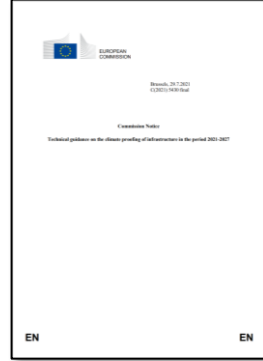 EUROPEAN
COMMISSION
Brussels, 29.7.2021
C(2021) 5430 final
Commission Notice
Technical guidance on the climate proofing of infrastructure in the period 2021-2027
EN
EN